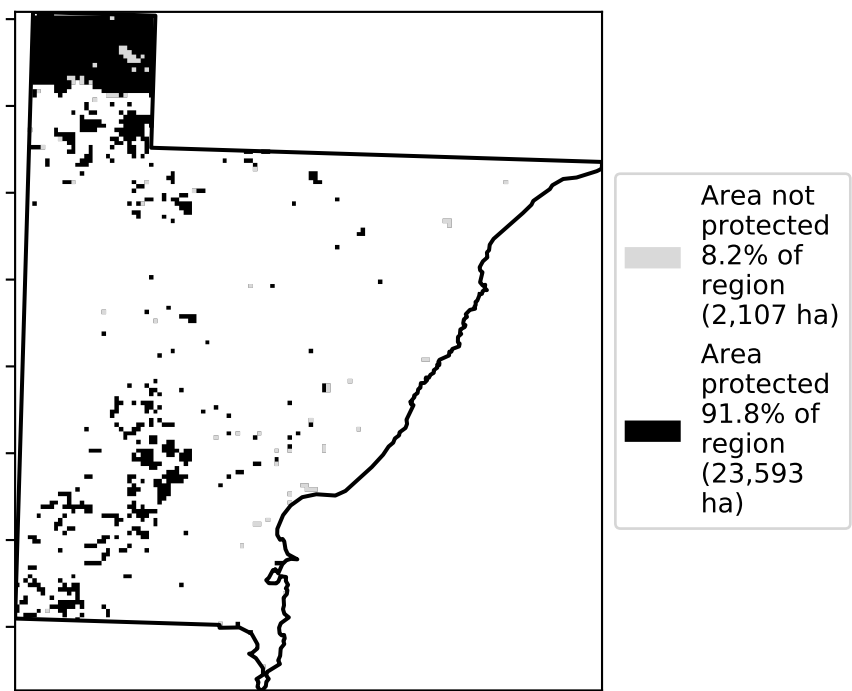 Area not
protected
8.2% of
region
(2,107 ha)
Area
protected
91.8% of
region
(23,593
ha)